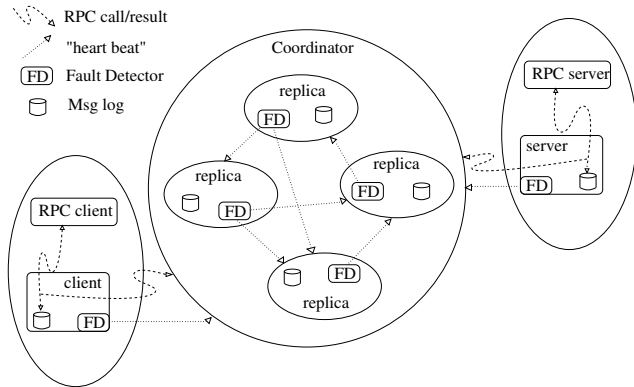 RPC call/result
"heart beat"
FD Fault Detector
Msg log
Coordinator
replica
FD
replica
FD
replica
FD
FD
replica
RPC server
server
FD
RPC client
client
FD